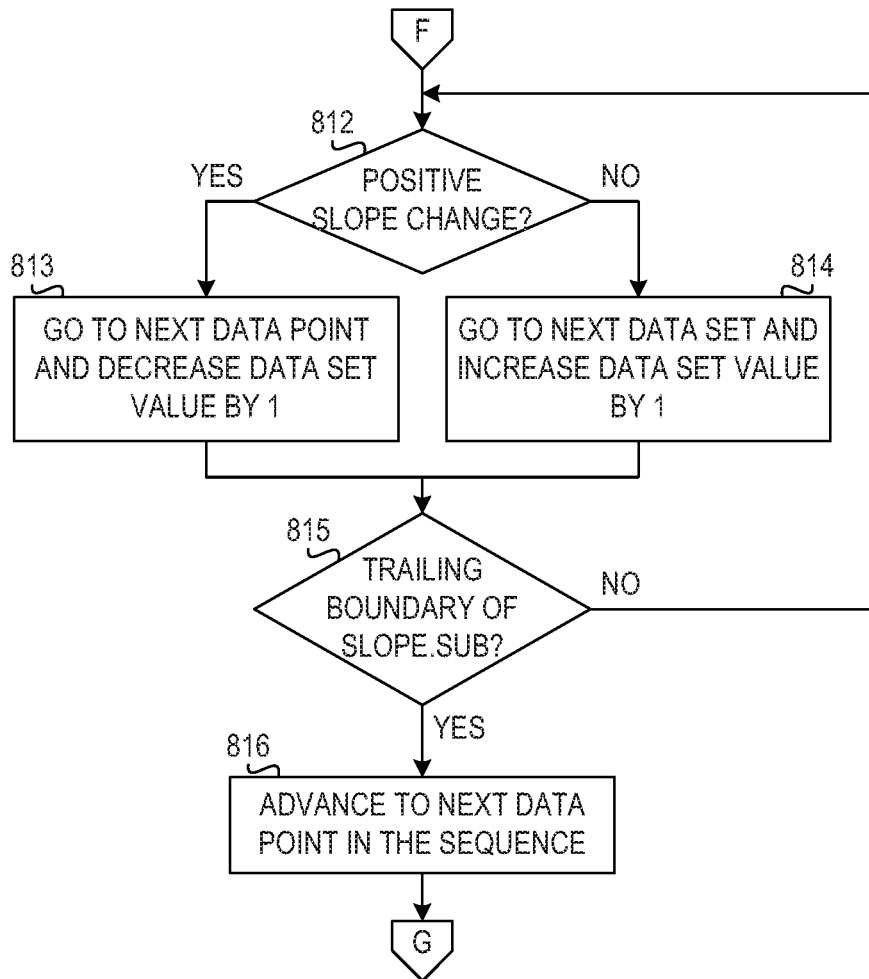 F
812
YES
POSITIVE
SLOPE CHANGE?
NO
813
GO TO NEXT DATA POINT
AND DECREASE DATA SET
VALUE BY 1
814
GO TO NEXT DATA SET AND
INCREASE DATA SET VALUE
BY 1
815
TRAILING
BOUNDARY OF
SLOPE.SUB?
NO
YES
816
ADVANCE TO NEXT DATA
POINT IN THE SEQUENCE
G